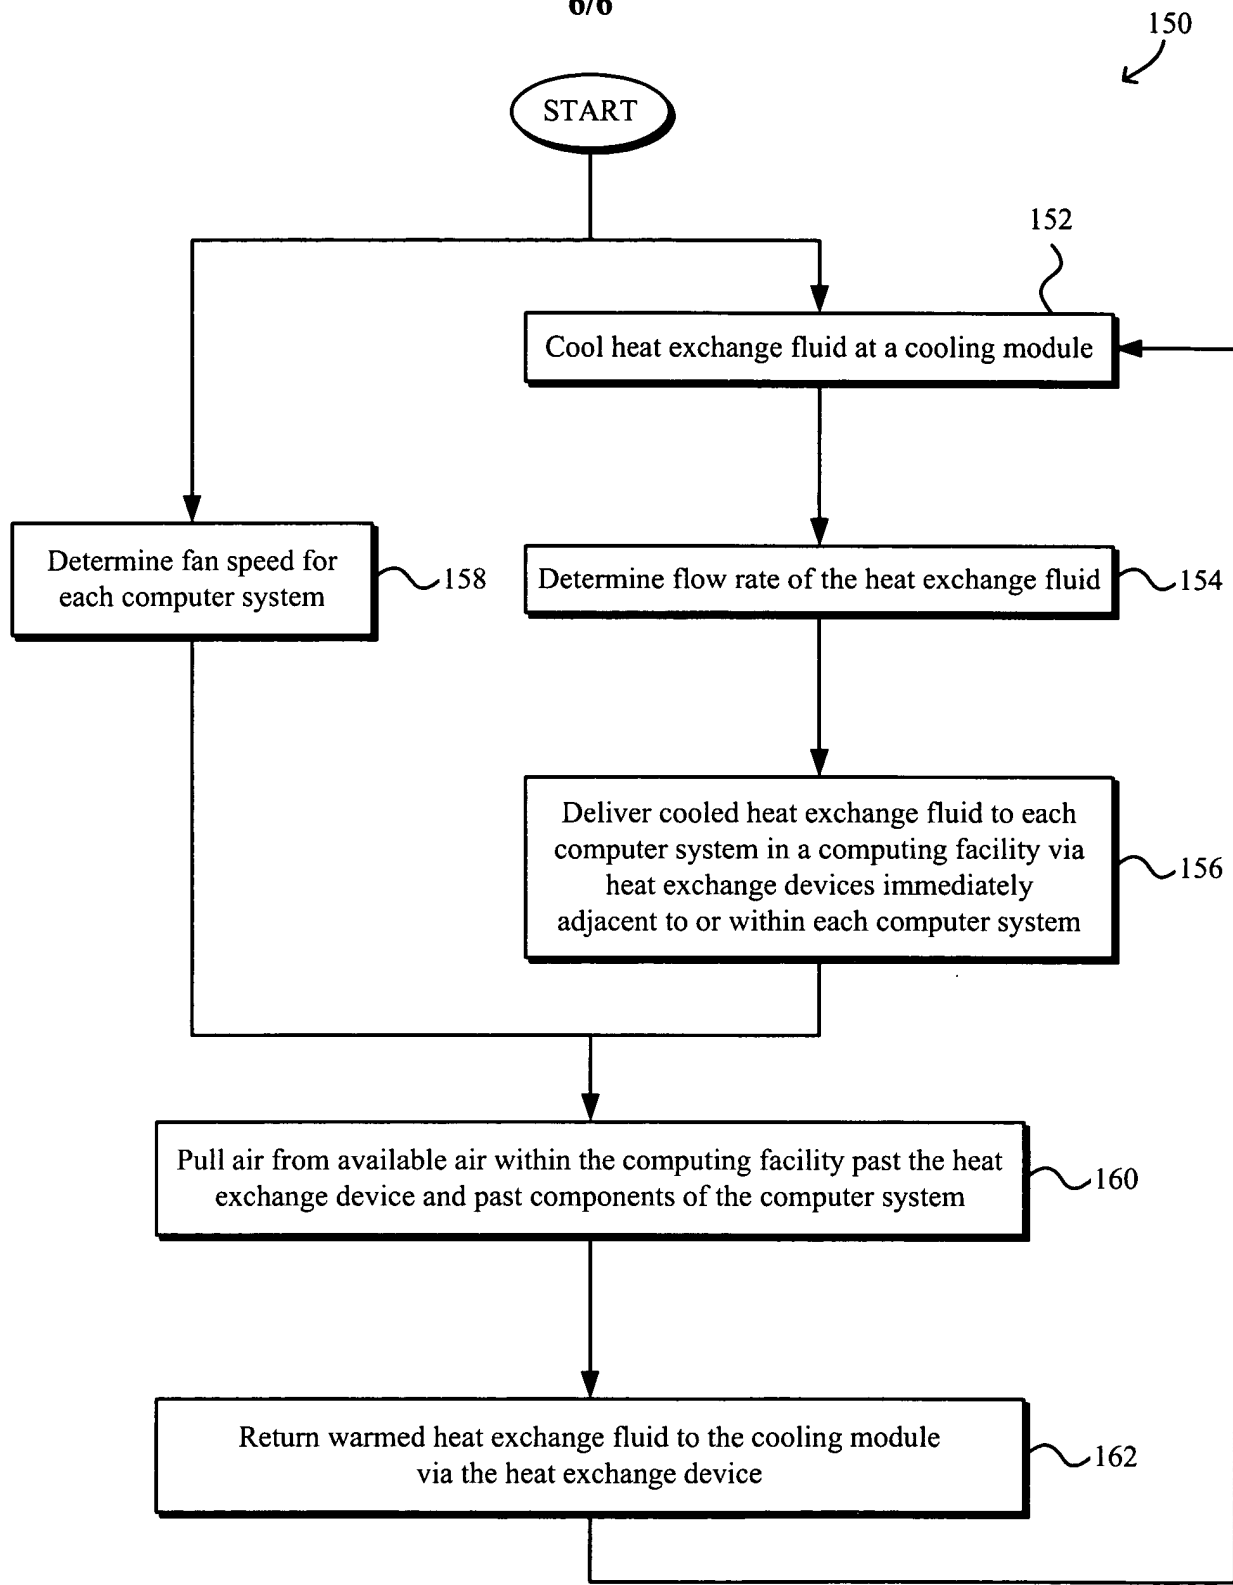 6/6
150
START
152
Cool heat exchange fluid at a cooling module
Determine fan speed for
each computer system
158
Determine flow rate of the heat exchange fluid
154
Deliver cooled heat exchange fluid to each
computer system in a computing facility via
heat exchange devices immediately
adjacent to or within each computer system
156
Pull air from available air within the computing facility past the heat
exchange device and past components of the computer system
160
Return warmed heat exchange fluid to the cooling module
via the heat exchange device
162